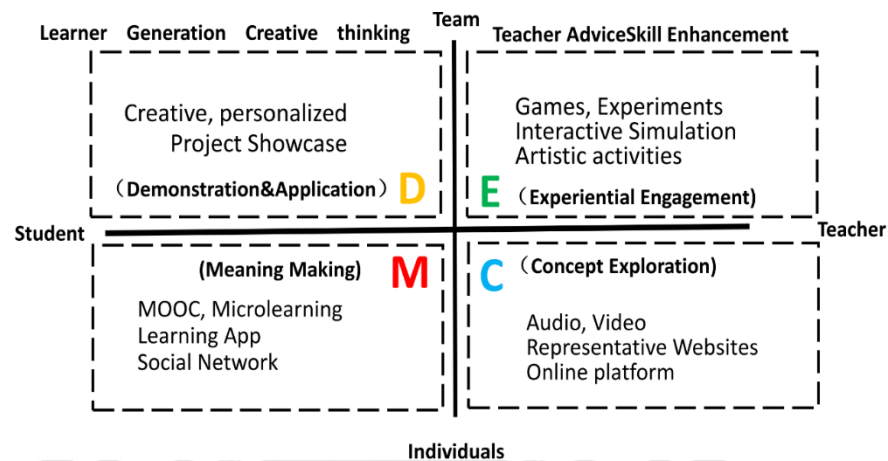 Team
Learner Generation Creative thinking
Teacher AdviceSkill Enhancement
Creative, personalized
Project Showcase
（Demonstration&Application） D
Games, Experiments
Interactive Simulation
Artistic activities
E （Experiential Engagement)
Student
Teacher
(Meaning Making) M
MOOC, Microlearning
Learning App
Social Network
C （Concept Exploration)
Audio, Video
Representative Websites
Online platform
Individuals